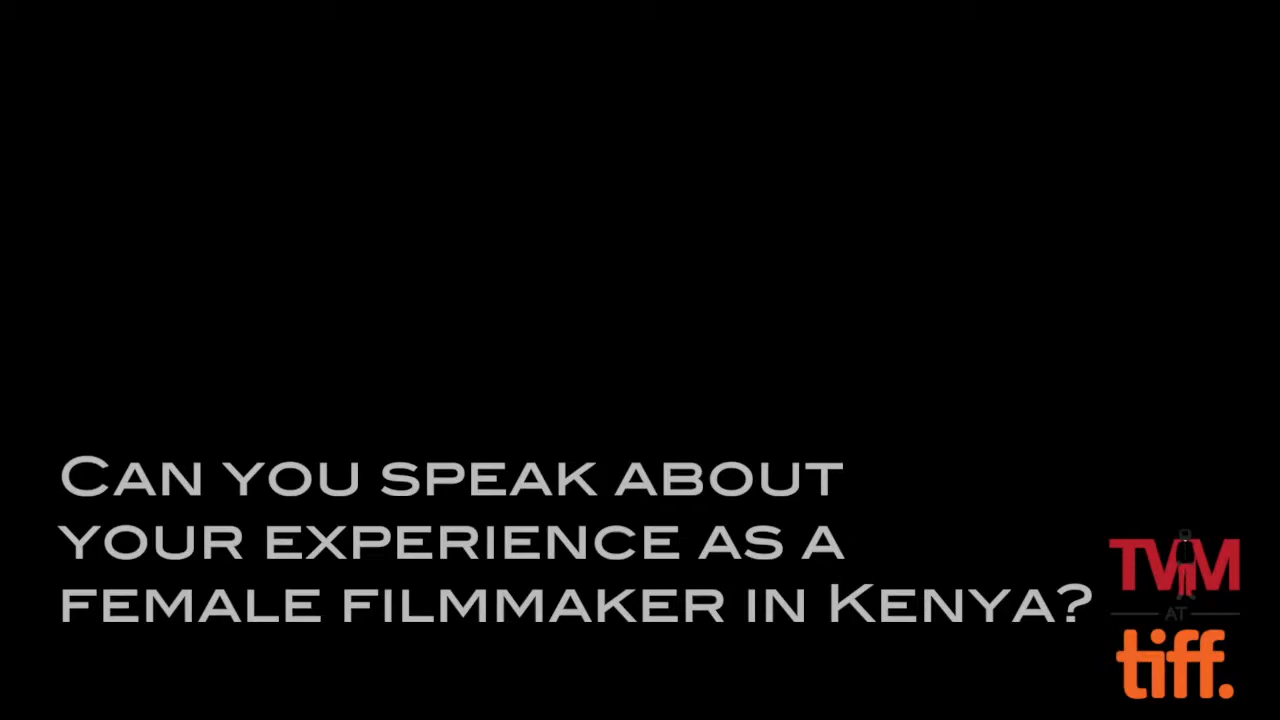 Can you speak about
your experience as a
female filmmaker in Kenya?
TVM
AT
tiff.